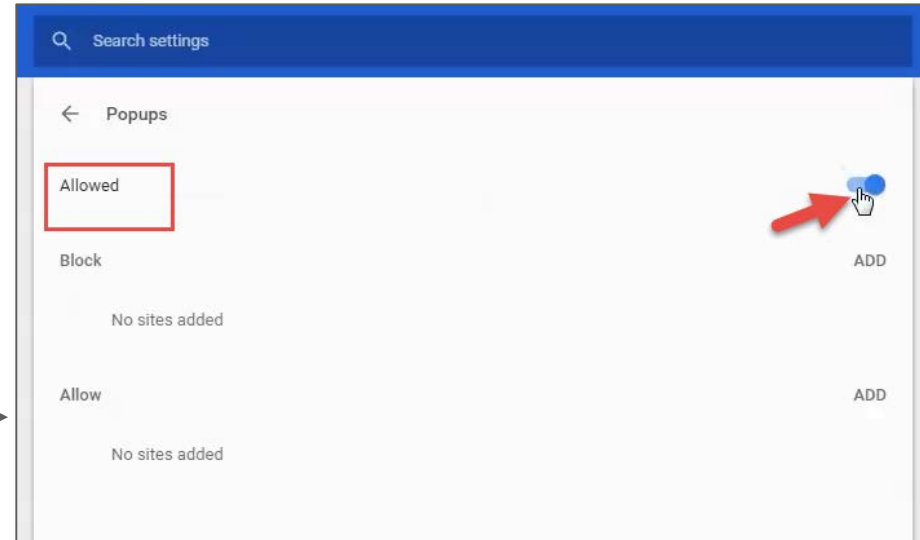 Search settings
Popups
Allowed
Block ADD
No sites added
Allow ADD
No sites added